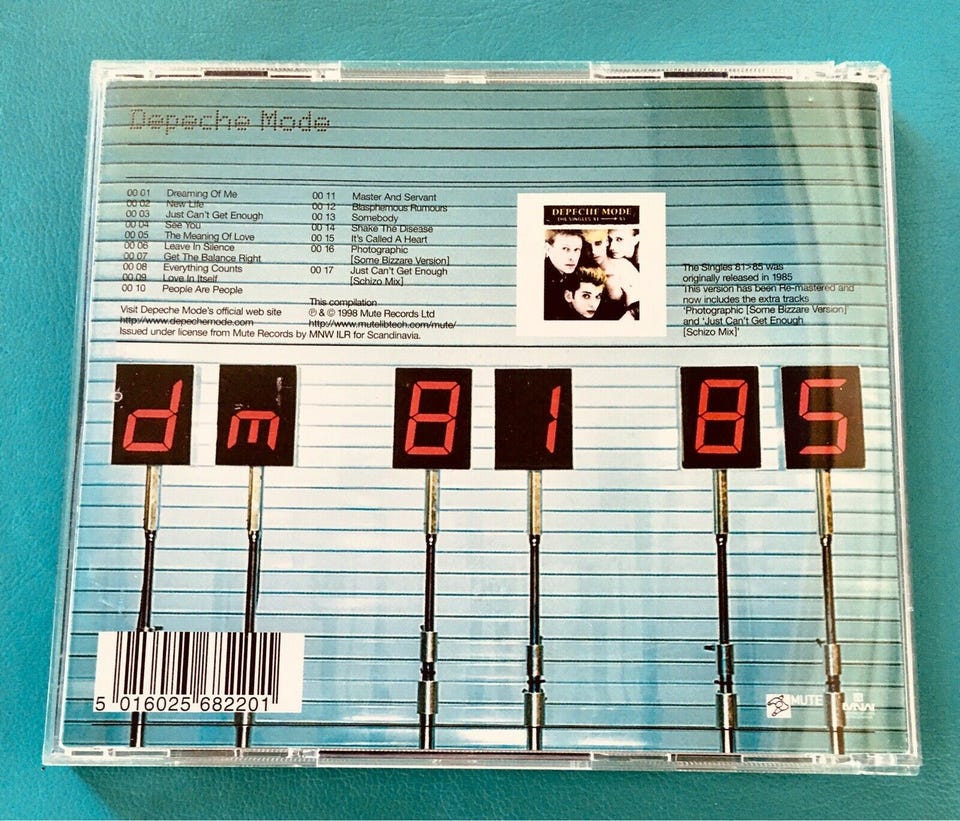 Depeche Mode
00 01 Dreaming Of Me
00 02 New Life
00 03 Just Can't Get Enough
00 04 See You
00 05 The Meaning Of Love
00 06 Leave In Silence
00 07 Get The Balance Right
00 08 Everything Counts
00 09 Love In Itself
00 10 People Are People
00 11 Master And Servant
00 12 Blasphemous Rumours
00 13 Somebody
00 14 Shake The Disease
00 15 It's Called A Heart
00 16 Photographic
[Some Bizzare Version]
00 17 Just Can't Get Enough
[Schizo Mix]
Visit Depeche Mode's official web site
http://www.depechemode.com
This compilation
℗ & © 1998 Mute Records Ltd
http://www.mutelibtech.com/mute/
Issued under license from Mute Records by MNW ILR for Scandinavia.
DEPECHE MODE
THE SINGLES 81 → 85
The Singles 81>85 was
originally released in 1985
This version has been Re-mastered and
now includes the extra tracks
'Photographic [Some Bizzare Version]'
and 'Just Can't Get Enough
[Schizo Mix]'
dm 81 85
5 016025 682201
MUTE
MNW